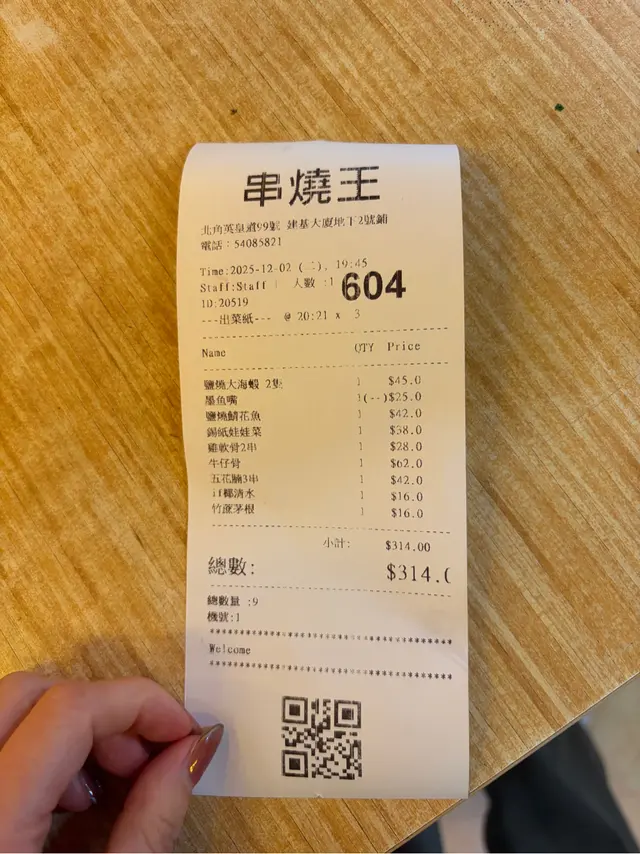 串燒王
北角英皇道99號 建基大廈地下2號鋪
電話：54085821
Time:2025-12-02 (二), 19:45
Staff:Staff | 人數 :1 604
ID:20519
---出菜紙--- @ 20:21 x 3
Name QTY Price
鹽燒大海蝦 2隻 1 $45.0
墨魚嘴 1(--)$25.0
鹽燒鯖花魚 1 $42.0
錫紙娃娃菜 1 $38.0
雞軟骨2串 1 $28.0
牛仔骨 1 $62.0
五花腩3串 1 $42.0
if椰清水 1 $16.0
竹蔗茅根 1 $16.0
小計: $314.00
總數: $314.0
總數量 :9
機號:1
Welcome